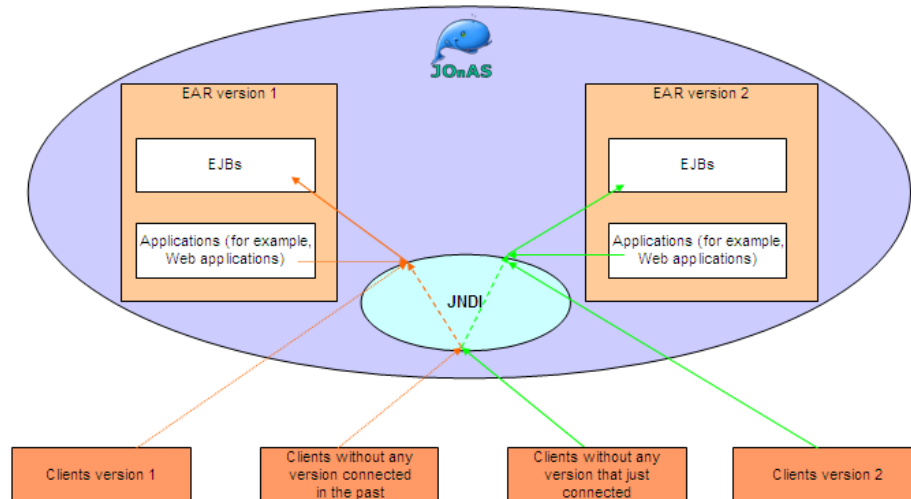 JOnAS
EAR version 1
EAR version 2
EJBs
EJBs
Applications (for example,
Web applications)
Applications (for example,
Web applications)
JNDI
Clients version 1
Clients without any
version connected
in the past
Clients without any
version that just
connected
Clients version 2